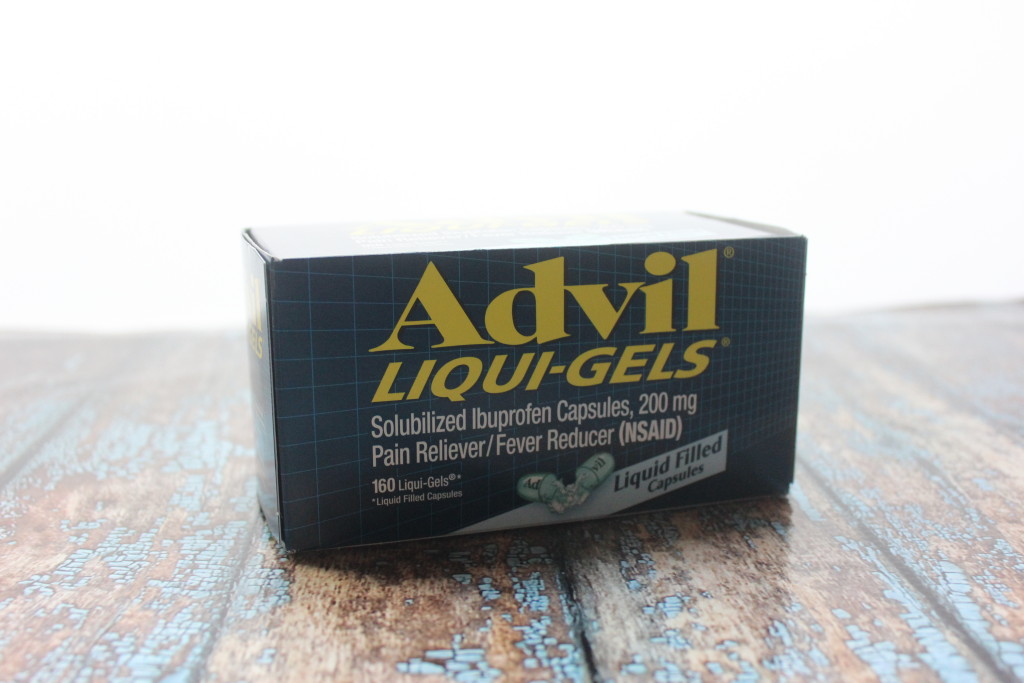 Advil®
LIQUI-GELS®
Solubilized Ibuprofen Capsules, 200 mg
Pain Reliever/Fever Reducer (NSAID)
160 Liqui-Gels®*
*Liquid Filled Capsules
Liquid Filled
Capsules